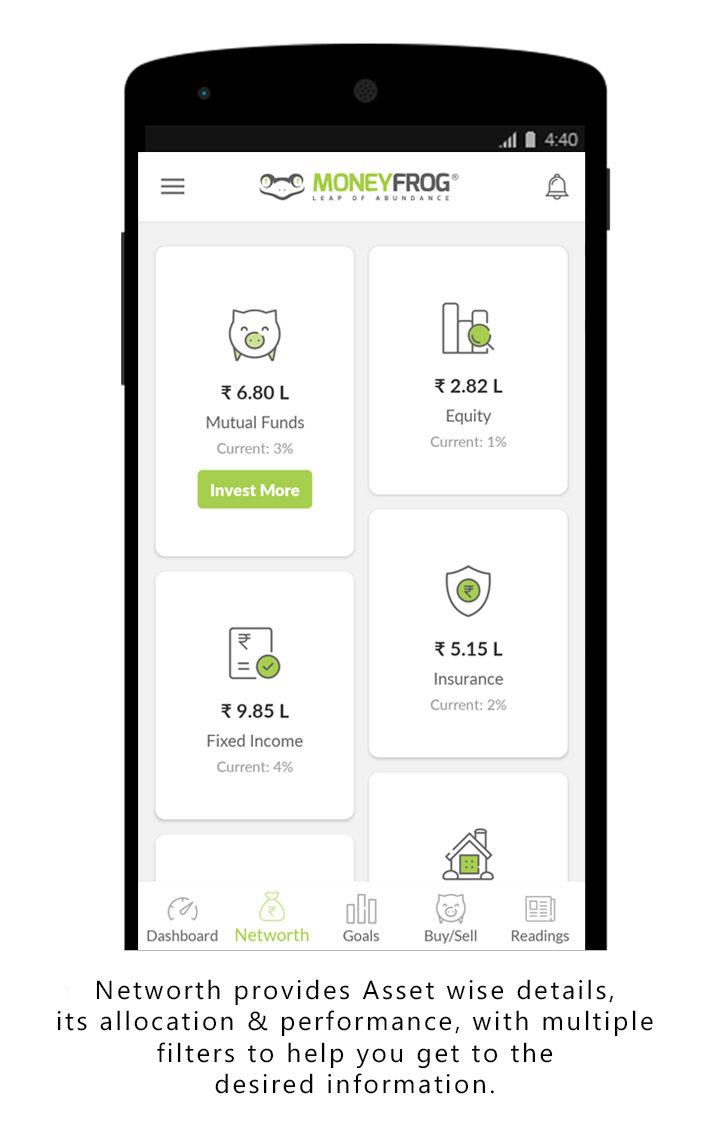 4:40
MONEYFROG®
LEAP OF ABUNDANCE
₹ 6.80 L
Mutual Funds
Current: 3%
Invest More
₹ 2.82 L
Equity
Current: 1%
₹
₹ 9.85 L
Fixed Income
Current: 4%
₹
₹ 5.15 L
Insurance
Current: 2%
₹
Dashboard
Networth
Goals
Buy/Sell
Readings
Networth provides Asset wise details,
its allocation & performance, with multiple
filters to help you get to the
desired information.